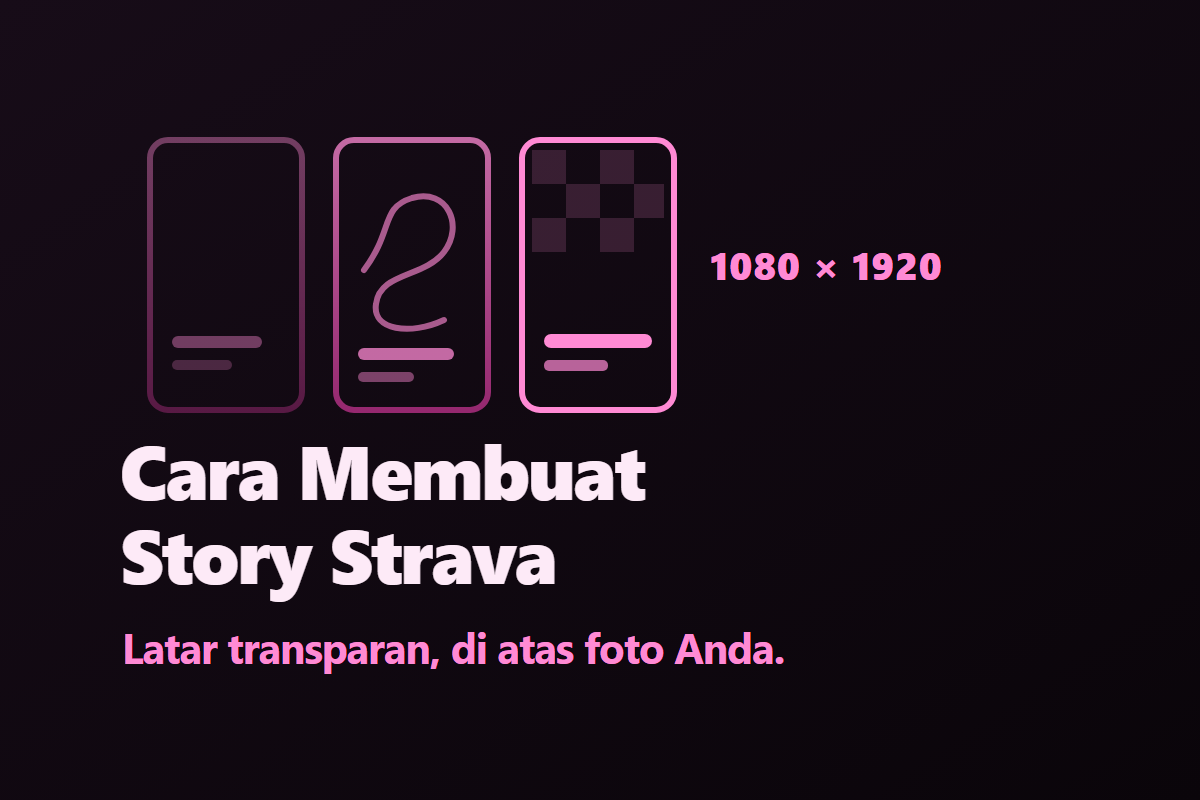 1080 × 1920
Cara Membuat
Story Strava
Latar transparan, di atas foto Anda.